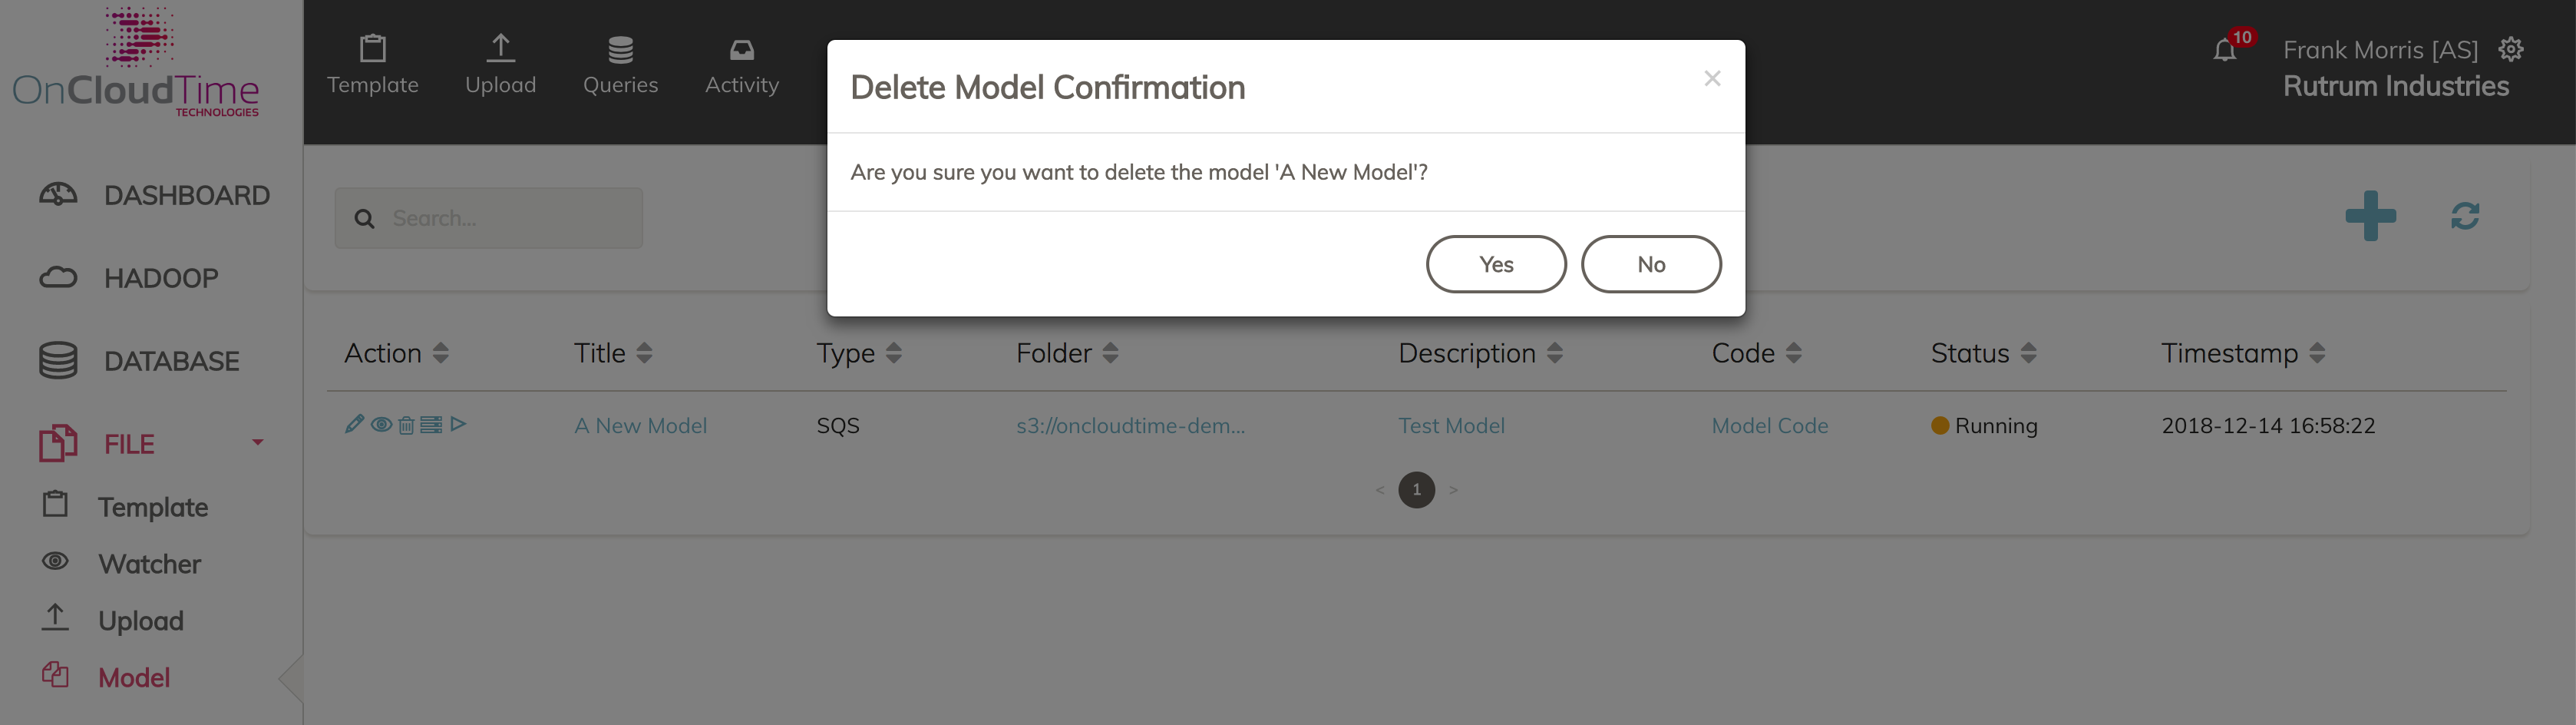 OnCloudTime
TECHNOLOGIES
Template
Upload
Queries
Activity
10
Frank Morris [AS]
Rutrum Industries
Delete Model Confirmation
×
Are you sure you want to delete the model 'A New Model'?
Yes
No
DASHBOARD
HADOOP
DATABASE
FILE
Template
Watcher
Upload
Model
Search...
Action Title Type Folder Description Code Status Timestamp
A New Model SQS s3://oncloudtime-dem... Test Model Model Code Running 2018-12-14 16:58:22
< 1 >